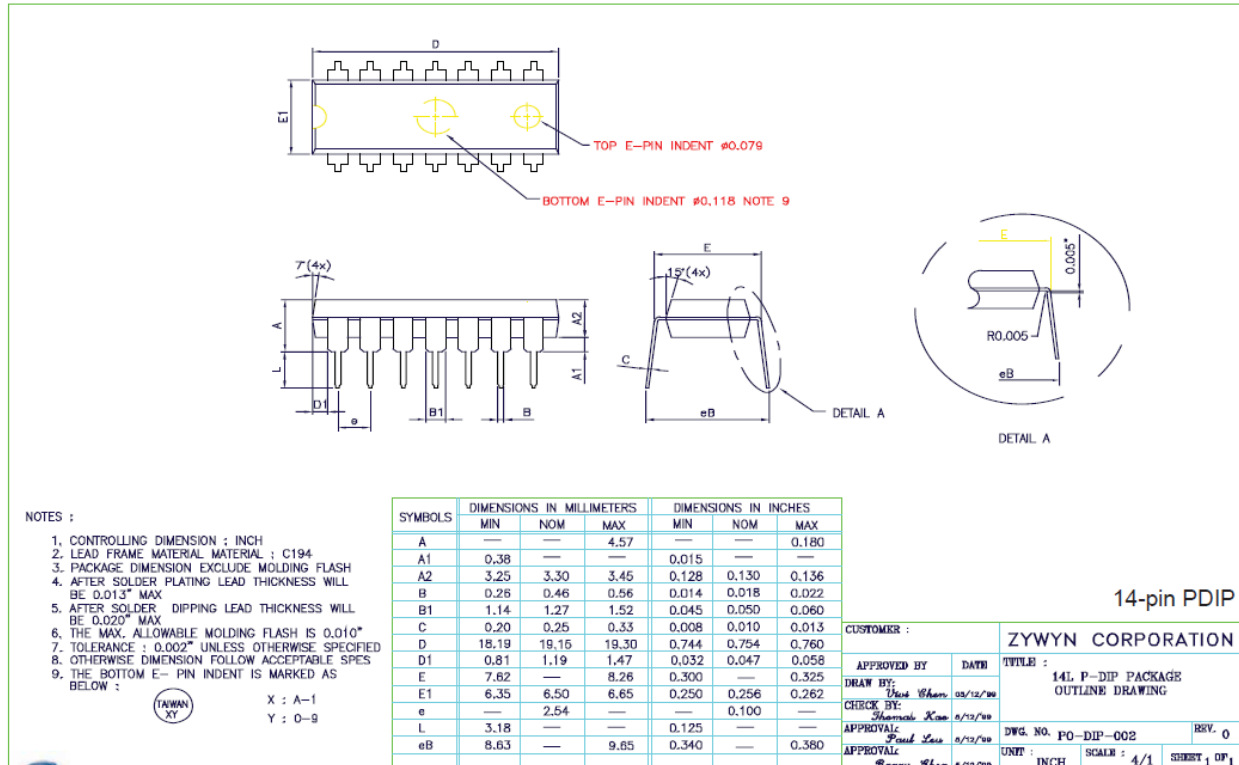 D
E1
TOP E-PIN INDENT ø0.079
BOTTOM E-PIN INDENT ø0.118 NOTE 9
7°(4x)
A
L
D1
e
B1
B
A2
A1
E
15°(4x)
C
eB
DETAIL A
E
0.005"
R0.005
eB
DETAIL A
NOTES :
1, CONTROLLING DIMENSION : INCH
2. LEAD FRAME MATERIAL MATERIAL : C194
3. PACKAGE DIMENSION EXCLUDE MOLDING FLASH
4. AFTER SOLDER PLATING LEAD THICKNESS WILL
BE 0.013" MAX
5. AFTER SOLDER DIPPING LEAD THICKNESS WILL
BE 0.020" MAX
6, THE MAX. ALLOWABLE MOLDING FLASH IS 0.010"
7. TOLERANCE : 0.002" UNLESS OTHERWISE SPECIFIED
8. OTHERWISE DIMENSION FOLLOW ACCEPTABLE SPES
9. THE BOTTOM E- PIN INDENT IS MARKED AS
BELOW :
TAIWAN
XY
X : A-1
Y : 0-9
SYMBOLS DIMENSIONS IN MILLIMETERS DIMENSIONS IN INCHES
MIN NOM MAX MIN NOM MAX
A — — 4.57 — — 0.180
A1 0.38 — — 0.015 — —
A2 3.25 3.30 3.45 0.128 0.130 0.136
B 0.26 0.46 0.56 0.014 0.018 0.022
B1 1.14 1.27 1.52 0.045 0.050 0.060
C 0.20 0.25 0.33 0.008 0.010 0.013
D 18.19 19.15 19.30 0.744 0.754 0.760
D1 0.81 1.19 1.47 0.032 0.047 0.058
E 7.62 — 8.26 0.300 — 0.325
E1 6.35 6.50 6.65 0.250 0.256 0.262
e — 2.54 — — 0.100 —
L 3.18 — — 0.125 — —
eB 8.63 — 9.65 0.340 — 0.380
14-pin PDIP
CUSTOMER :
ZYWYN CORPORATION
APPROVED BY DATE
TITLE :
14L P-DIP PACKAGE
OUTLINE DRAWING
DRAW BY:
Chen 03/12/'99
CHECK BY:
Thomas Kao 8/12/'99
APPROVAL:
Paul 8/12/'99
APPROVAL:
DWG. NO. PO-DIP-002
REV. 0
UNIT : INCH
SCALE : 4/1
SHEET 1 OF 1